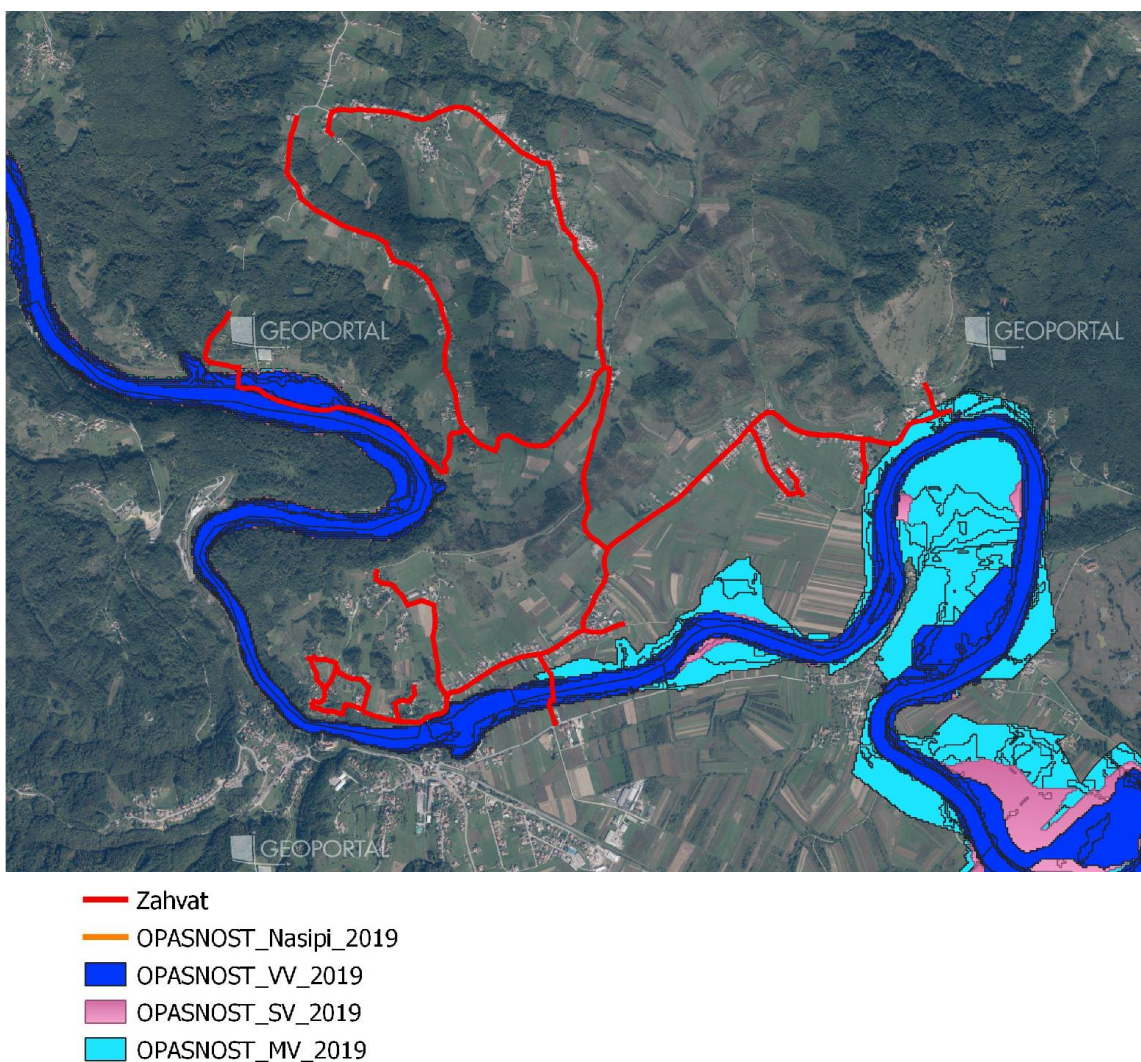 GEOPORTAL
GEOPORTAL
GEOPORTAL
Zahvat
OPASNOST_Nasipi_2019
OPASNOST_VV_2019
OPASNOST_SV_2019
OPASNOST_MV_2019